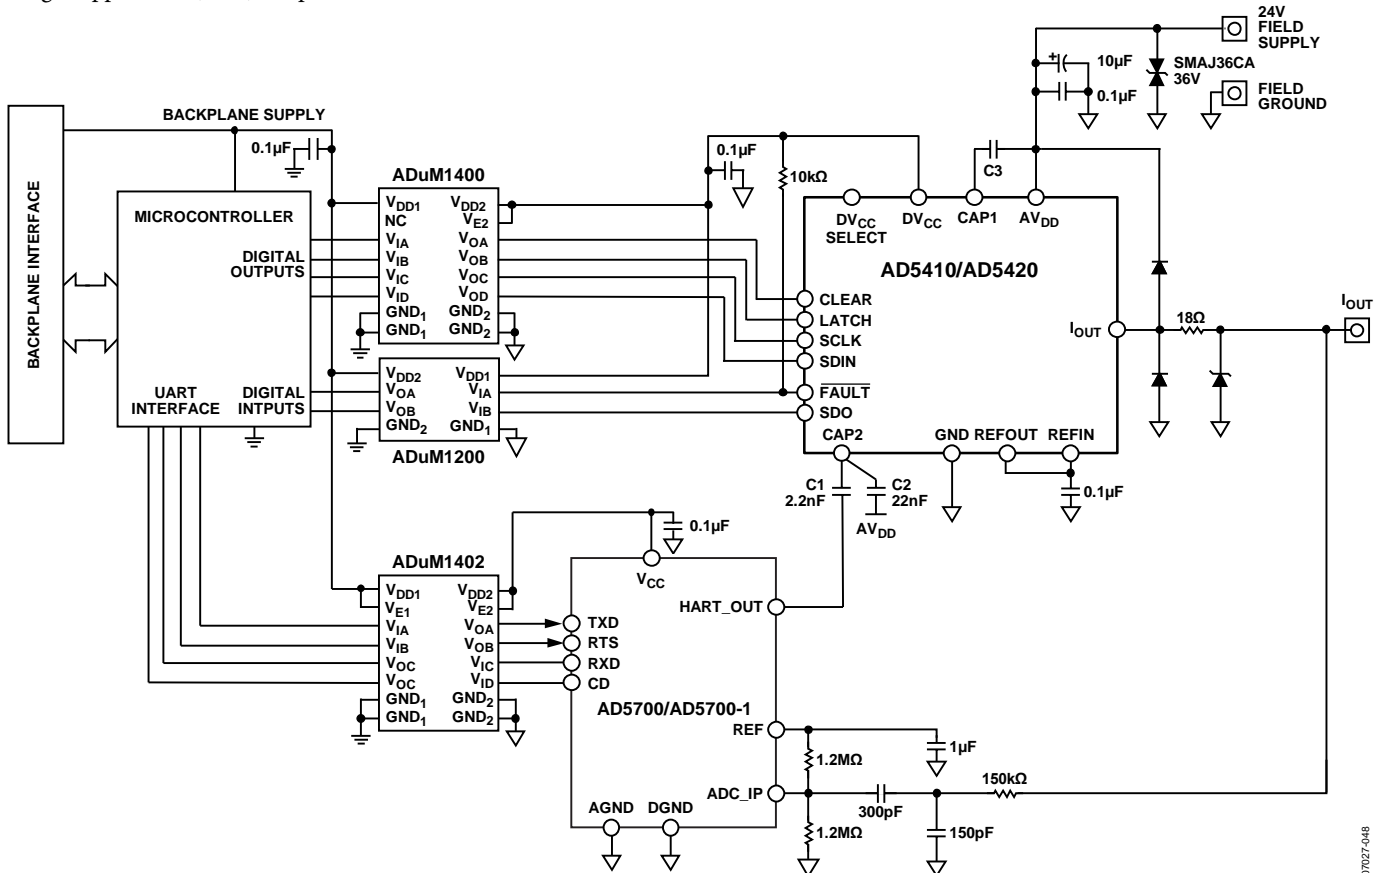 24V
FIELD
SUPPLY
10µF
SMAJ36CA
36V
0.1µF
FIELD
GROUND
BACKPLANE SUPPLY
0.1µF
BACKPLANE INTERFACE
MICROCONTROLLER
DIGITAL
OUTPUTS
UART
INTERFACE
DIGITAL
INTPUTS
ADuM1400
VDD1
NC
VIA
VIB
VIC
VID
GND1
GND1
VDD2
VE2
VOA
VOB
VOC
VOD
GND2
GND2
0.1µF
10kΩ
C3
VDD2
VOA
VOB
GND2
VDD1
VIA
VIB
GND1
ADuM1200
DVCC
SELECT
DVCC
CAP1
AVDD
AD5410/AD5420
CLEAR
LATCH
SCLK
SDIN
FAULT
SDO
IOUT
18Ω
IOUT
CAP2
GND
REFOUT
REFIN
C1
2.2nF
C2
22nF
AVDD
0.1µF
0.1µF
ADuM1402
VDD1
VE1
VIA
VIB
VOC
VOC
GND1
GND1
VDD2
VE2
VOA
VOB
VIC
VID
GND2
GND2
VCC
HART_OUT
TXD
RTS
RXD
CD
AD5700/AD5700-1
REF
ADC_IP
AGND
DGND
1.2MΩ
1µF
150kΩ
300pF
1.2MΩ
150pF
07027-048